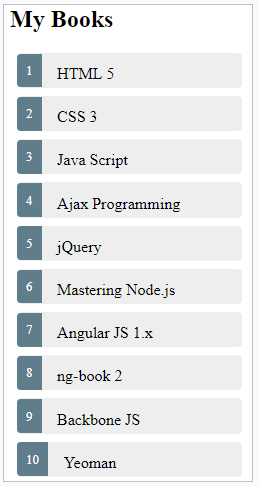 My Books
1 HTML 5
2 CSS 3
3 Java Script
4 Ajax Programming
5 jQuery
6 Mastering Node.js
7 Angular JS 1.x
8 ng-book 2
9 Backbone JS
10 Yeoman